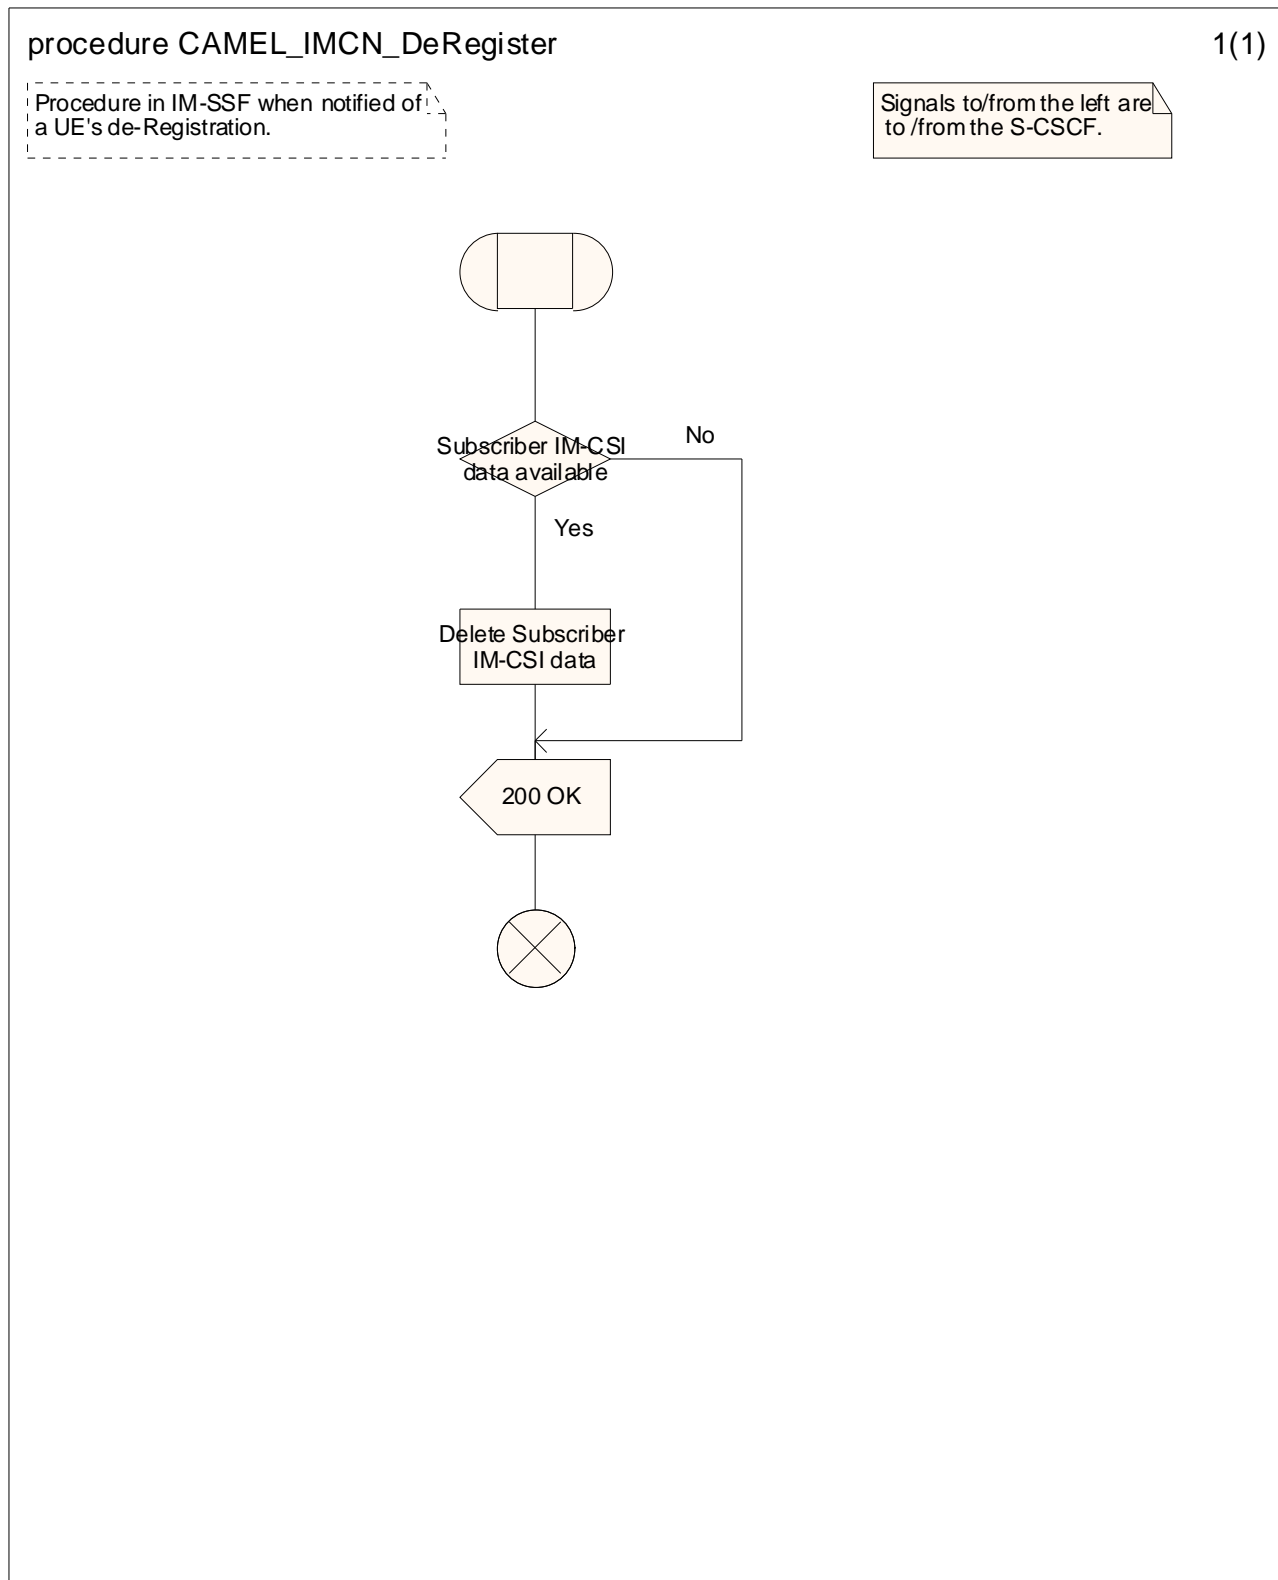 procedure CAMEL_IMCN_DeRegister
1(1)
Procedure in IM-SSF when notified of
a UE's de-Registration.
Signals to/from the left are
to /from the S-CSCF.
Subscriber IM-CSI
data available
No
Yes
Delete Subscriber
IM-CSI data
200 OK